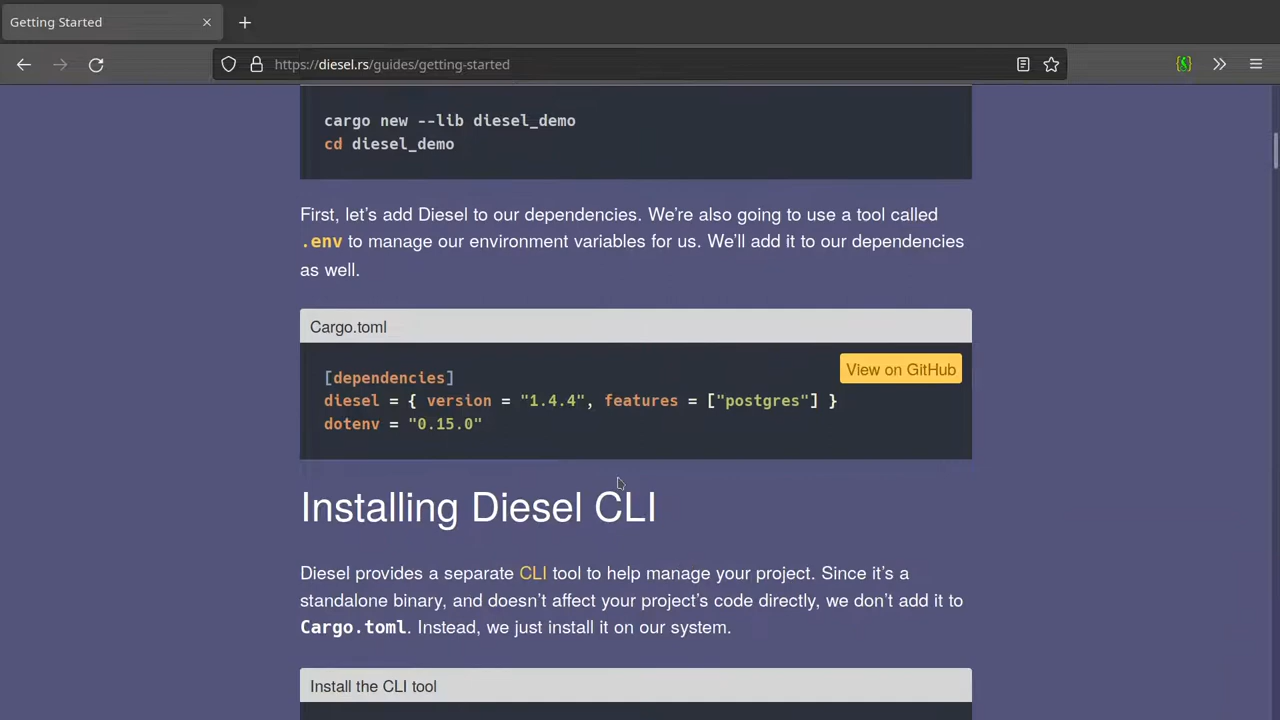 Getting Started
https://diesel.rs/guides/getting-started
cargo new --lib diesel_demo
cd diesel_demo
First, let’s add Diesel to our dependencies. We’re also going to use a tool called
.env to manage our environment variables for us. We’ll add it to our dependencies
as well.
Cargo.toml
View on GitHub
[dependencies]
diesel = { version = "1.4.4", features = ["postgres"] }
dotenv = "0.15.0"
Installing Diesel CLI
Diesel provides a separate CLI tool to help manage your project. Since it’s a
standalone binary, and doesn’t affect your project’s code directly, we don’t add it to
Cargo.toml. Instead, we just install it on our system.
Install the CLI tool